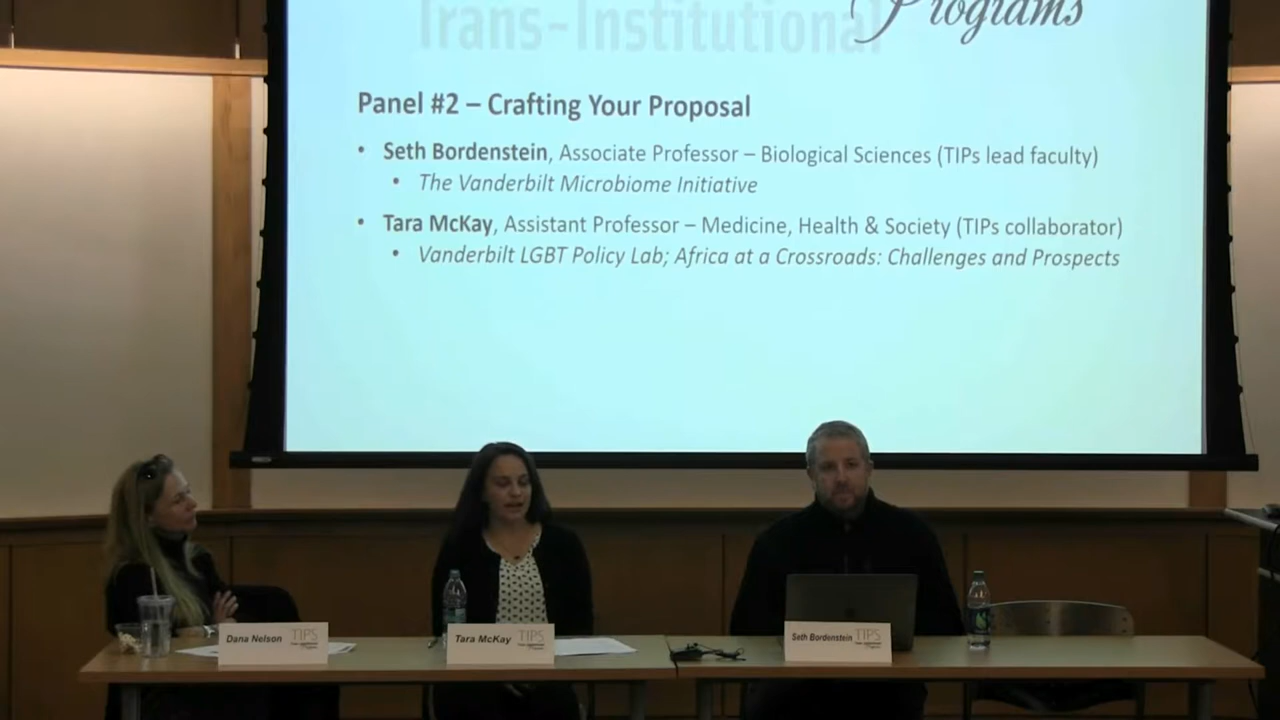 Trans-Institutional Programs
Panel #2 – Crafting Your Proposal
• Seth Bordenstein, Associate Professor – Biological Sciences (TIPs lead faculty)
• The Vanderbilt Microbiome Initiative
• Tara McKay, Assistant Professor – Medicine, Health & Society (TIPs collaborator)
• Vanderbilt LGBT Policy Lab; Africa at a Crossroads: Challenges and Prospects
Dana Nelson TIPS
Tara McKay TIPS
Seth Bordenstein TIPS